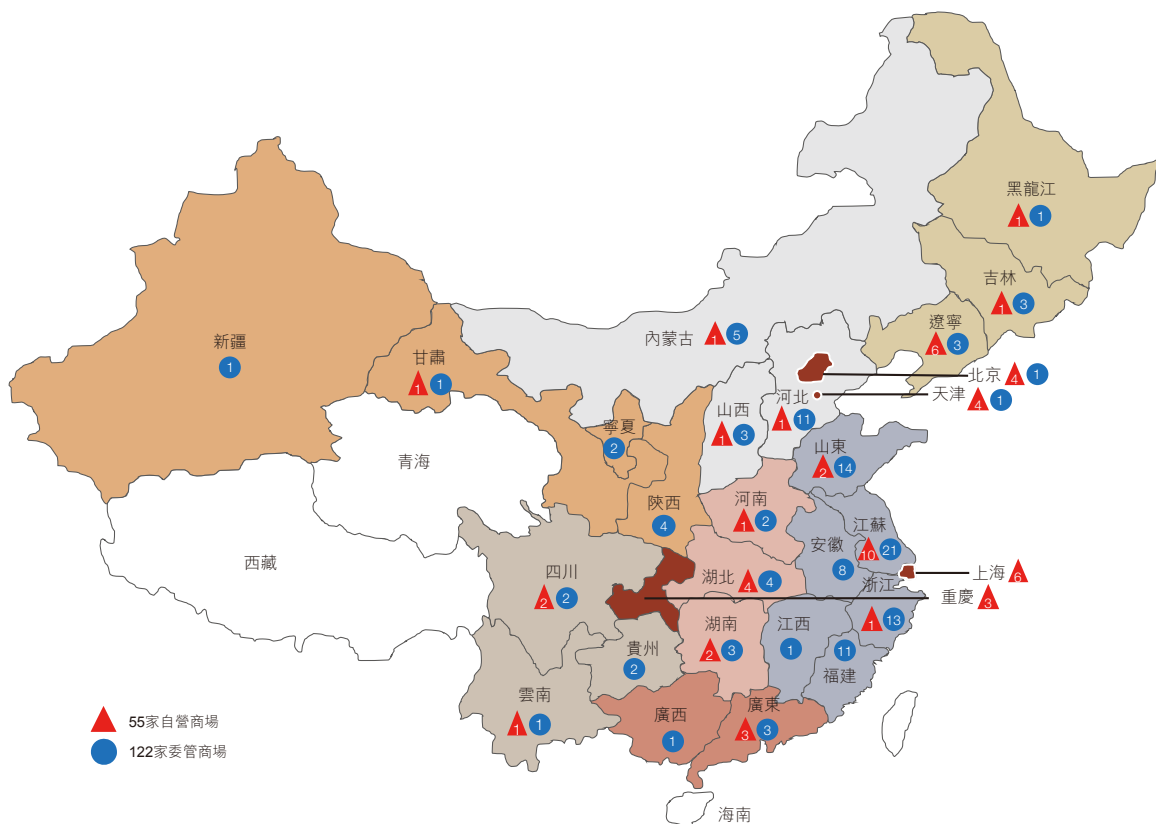 黑龍江
1 1
吉林
1 3
遼寧
6 3
內蒙古 1 5
北京 4 1
天津 4 1
新疆
1
甘肅
1 1
寧夏
2
山西
1 3
河北
1 11
山東
2 14
青海
陝西
4
河南
1 2
安徽
8
江蘇
10 21
西藏
四川
2 2
湖北 4 4
上海 6
重慶 3
浙江
1 13
湖南
2 3
江西
1
11
福建
貴州
2
雲南
1 1
廣西
1
廣東
3 3
海南
55家自營商場
122家委管商場